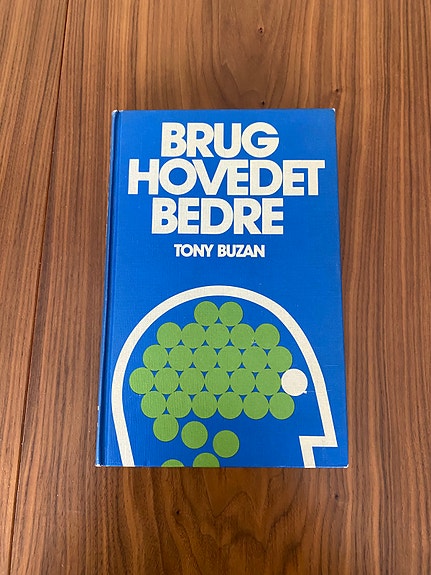 BRUG
HOVEDET
BEDRE
TONY BUZAN